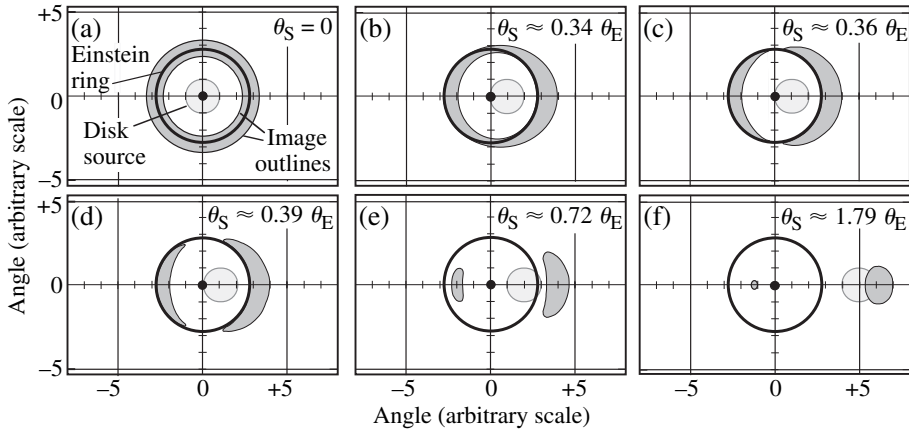 (a)
θS = 0
Einstein
ring
Disk
source
Image
outlines
(b)
θS ≈ 0.34 θE
(c)
θS ≈ 0.36 θE
(d)
θS ≈ 0.39 θE
(e)
θS ≈ 0.72 θE
(f)
θS ≈ 1.79 θE
+5
0
–5
+5
0
–5
–5 0 +5
–5 0 +5
–5 0 +5
Angle (arbitrary scale)
Angle (arbitrary scale)